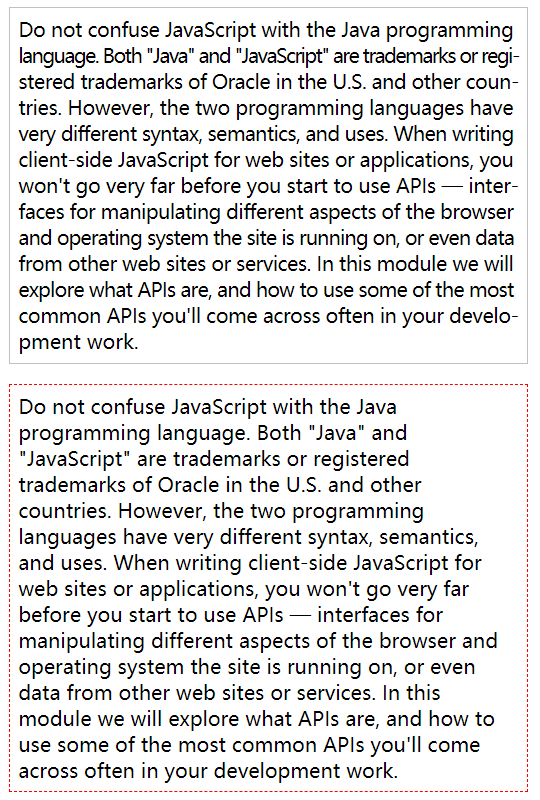 Do not confuse JavaScript with the Java programming
language. Both "Java" and "JavaScript" are trademarks or regi-
stered trademarks of Oracle in the U.S. and other coun-
tries. However, the two programming languages have
very different syntax, semantics, and uses. When writing
client-side JavaScript for web sites or applications, you
won't go very far before you start to use APIs — inter-
faces for manipulating different aspects of the browser
and operating system the site is running on, or even data
from other web sites or services. In this module we will
explore what APIs are, and how to use some of the most
common APIs you'll come across often in your develo-
pment work.
Do not confuse JavaScript with the Java
programming language. Both "Java" and
"JavaScript" are trademarks or registered
trademarks of Oracle in the U.S. and other
countries. However, the two programming
languages have very different syntax, semantics,
and uses. When writing client-side JavaScript for
web sites or applications, you won't go very far
before you start to use APIs — interfaces for
manipulating different aspects of the browser and
operating system the site is running on, or even
data from other web sites or services. In this
module we will explore what APIs are, and how to
use some of the most common APIs you'll come
across often in your development work.